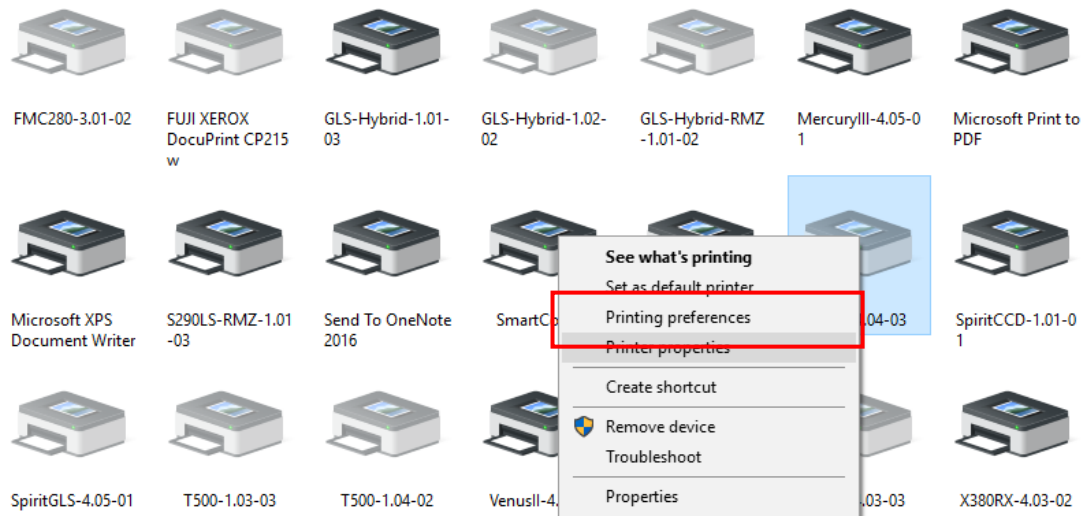 FMC280-3.01-02
FUJI XEROX
DocuPrint CP215
w
GLS-Hybrid-1.01-
03
GLS-Hybrid-1.02-
02
GLS-Hybrid-RMZ
-1.01-02
MercuryIII-4.05-0
1
Microsoft Print to
PDF
Microsoft XPS
Document Writer
S290LS-RMZ-1.01
-03
Send To OneNote
2016
SmartCo
.04-03
SpiritCCD-1.01-0
1
See what's printing
Set as default printer
Printing preferences
Printer properties
Create shortcut
Remove device
Troubleshoot
Properties
SpiritGLS-4.05-01
T500-1.03-03
T500-1.04-02
VenusII-4.
.03-03
X380RX-4.03-02